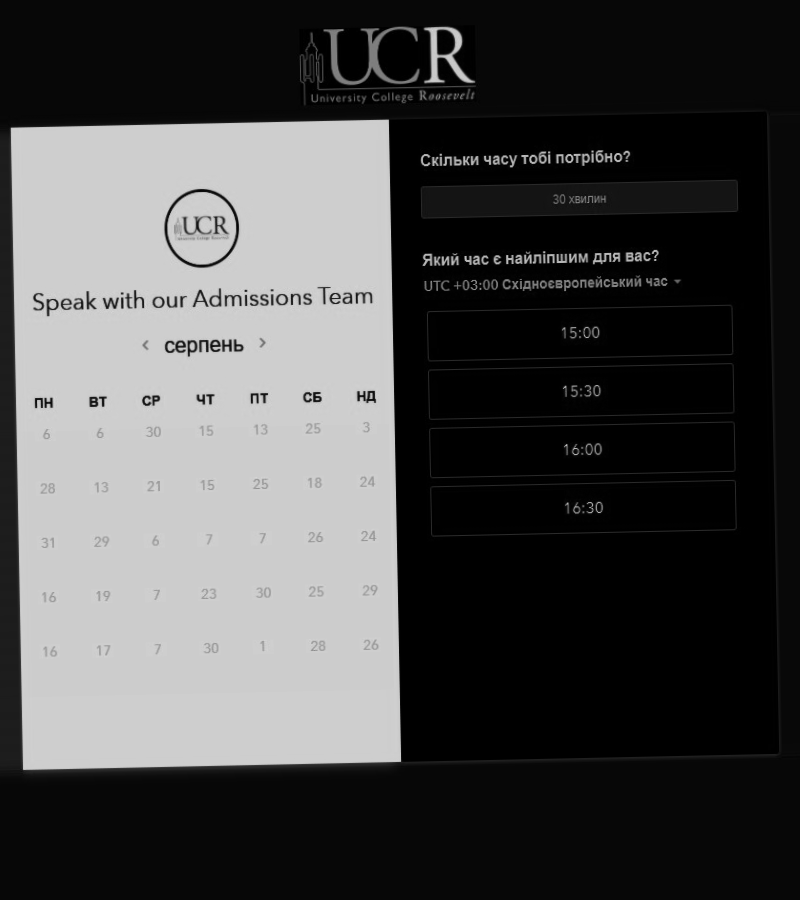 UCR
University College Roosevelt
UCR
University College Roosevelt
Speak with our Admissions Team
серпень
ПН ВТ СР ЧТ ПТ СБ НД
6 6 30 15 13 25 3
28 13 21 15 25 18 24
31 29 6 7 7 26 24
16 19 7 23 30 25 29
16 17 7 30 1 28 26
Скільки часу тобі потрібно?
30 хвилин
Який час є найліпшим для вас?
UTC +03:00 Східноєвропейський час
15:00
15:30
16:00
16:30